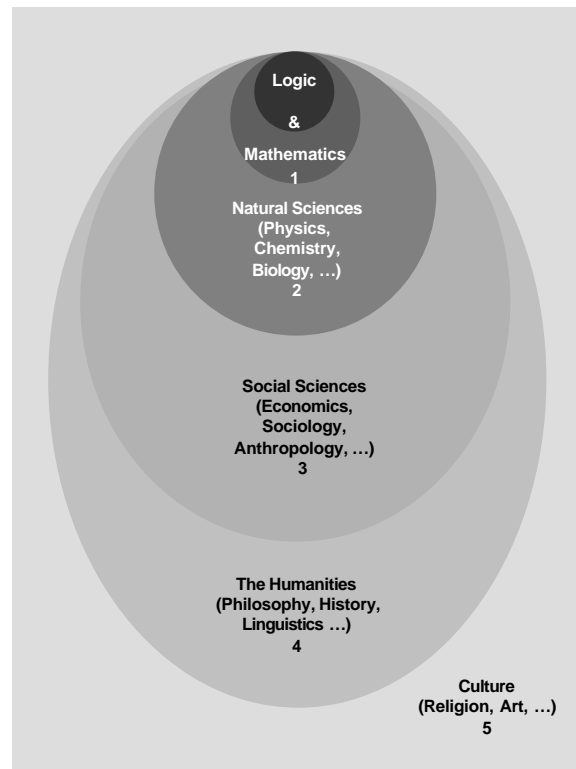 Logic
&
Mathematics
1
Natural Sciences
(Physics,
Chemistry,
Biology, …)
2
Social Sciences
(Economics,
Sociology,
Anthropology, …)
3
The Humanities
(Philosophy, History,
Linguistics …)
4
Culture
(Religion, Art, …)
5